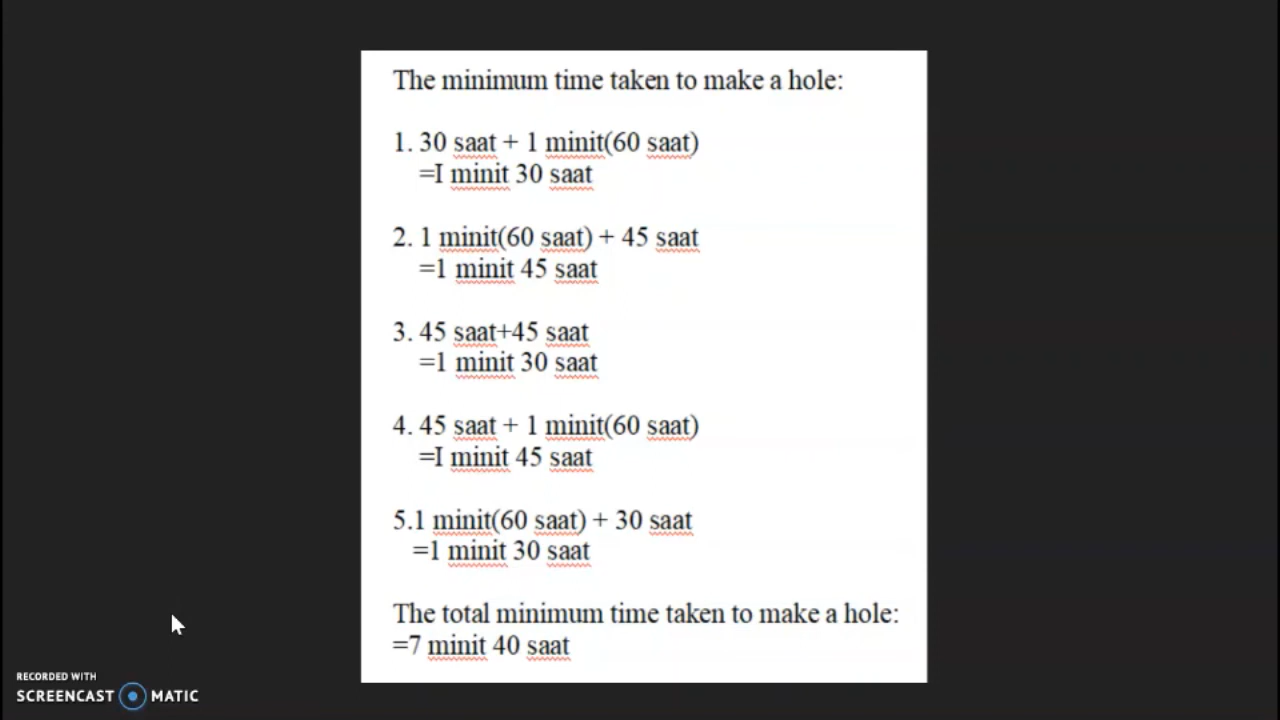 The minimum time taken to make a hole:
1. 30 saat + 1 minit(60 saat)
=I minit 30 saat
2. 1 minit(60 saat) + 45 saat
=1 minit 45 saat
3. 45 saat+45 saat
=1 minit 30 saat
4. 45 saat + 1 minit(60 saat)
=I minit 45 saat
5.1 minit(60 saat) + 30 saat
=1 minit 30 saat
The total minimum time taken to make a hole:
=7 minit 40 saat
RECORDED WITH
SCREENCAST MATIC